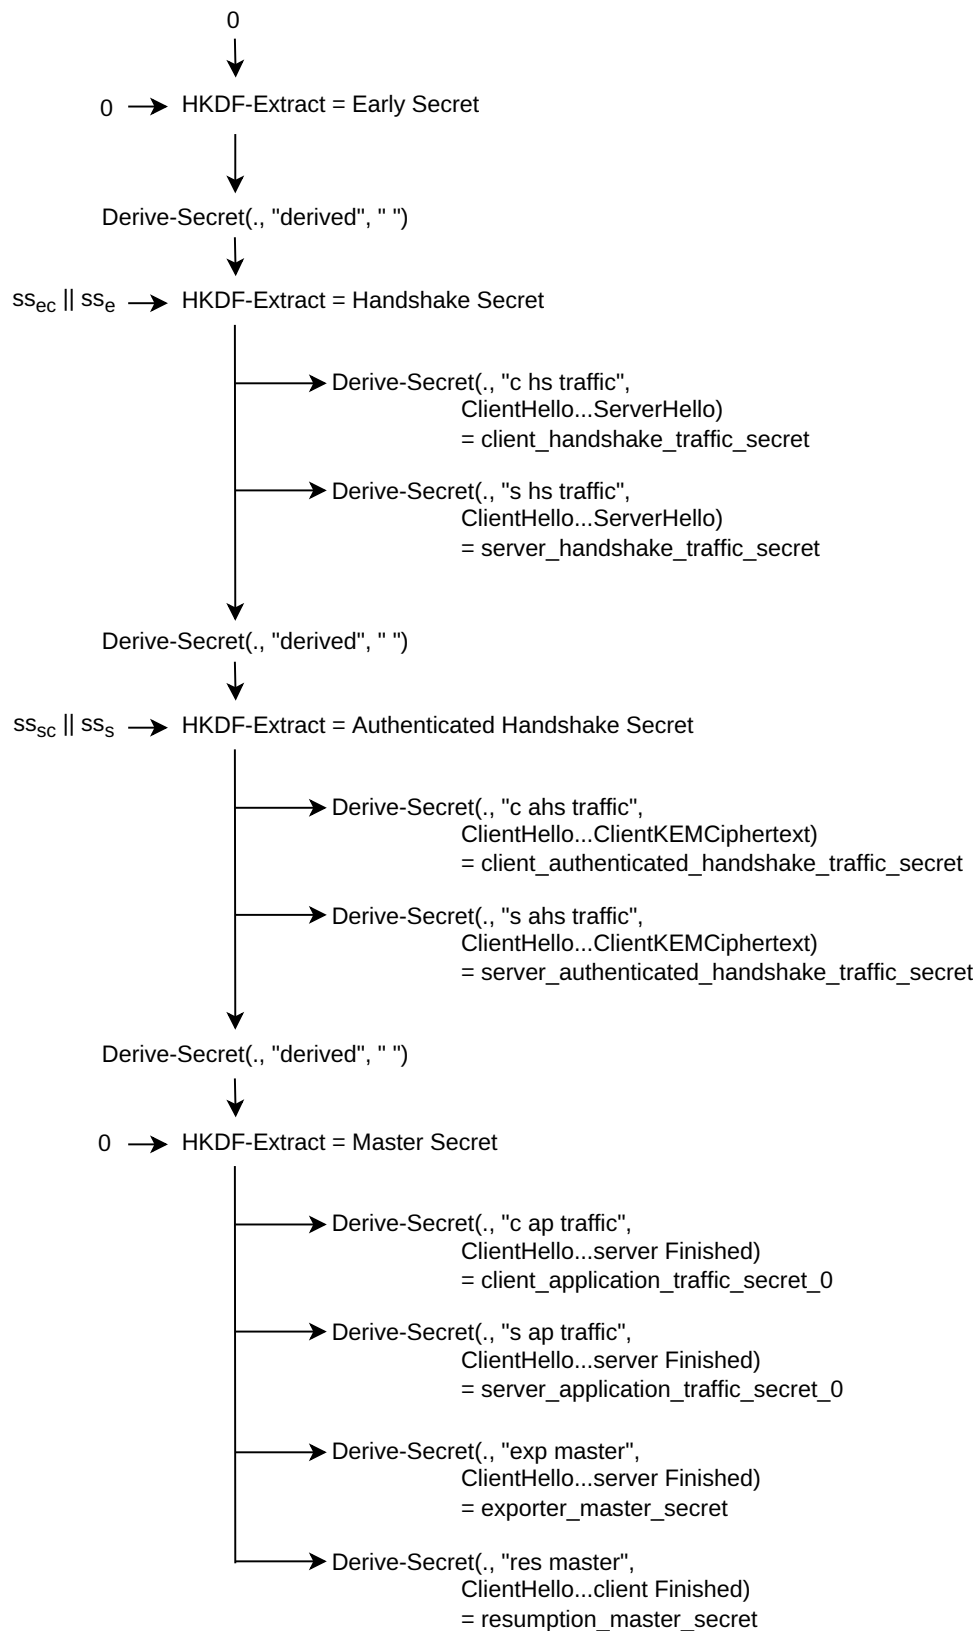 0
0 HKDF-Extract = Early Secret
Derive-Secret(., "derived", " ")
ssec || sse HKDF-Extract = Handshake Secret
Derive-Secret(., "c hs traffic",
ClientHello...ServerHello)
= client_handshake_traffic_secret
Derive-Secret(., "s hs traffic",
ClientHello...ServerHello)
= server_handshake_traffic_secret
Derive-Secret(., "derived", " ")
sssc || sss HKDF-Extract = Authenticated Handshake Secret
Derive-Secret(., "c ahs traffic",
ClientHello...ClientKEMCiphertext)
= client_authenticated_handshake_traffic_secret
Derive-Secret(., "s ahs traffic",
ClientHello...ClientKEMCiphertext)
= server_authenticated_handshake_traffic_secret
Derive-Secret(., "derived", " ")
0 HKDF-Extract = Master Secret
Derive-Secret(., "c ap traffic",
ClientHello...server Finished)
= client_application_traffic_secret_0
Derive-Secret(., "s ap traffic",
ClientHello...server Finished)
= server_application_traffic_secret_0
Derive-Secret(., "exp master",
ClientHello...server Finished)
= exporter_master_secret
Derive-Secret(., "res master",
ClientHello...client Finished)
= resumption_master_secret